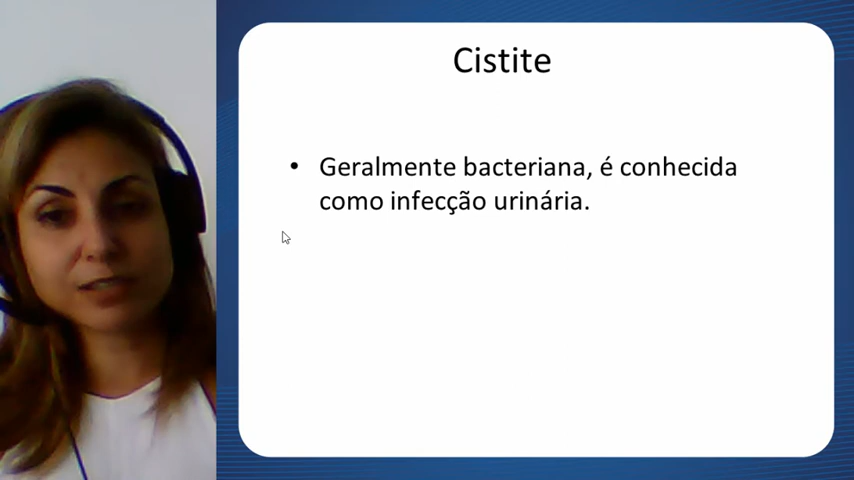 Cistite
• Geralmente bacteriana, é conhecida
como infecção urinária.